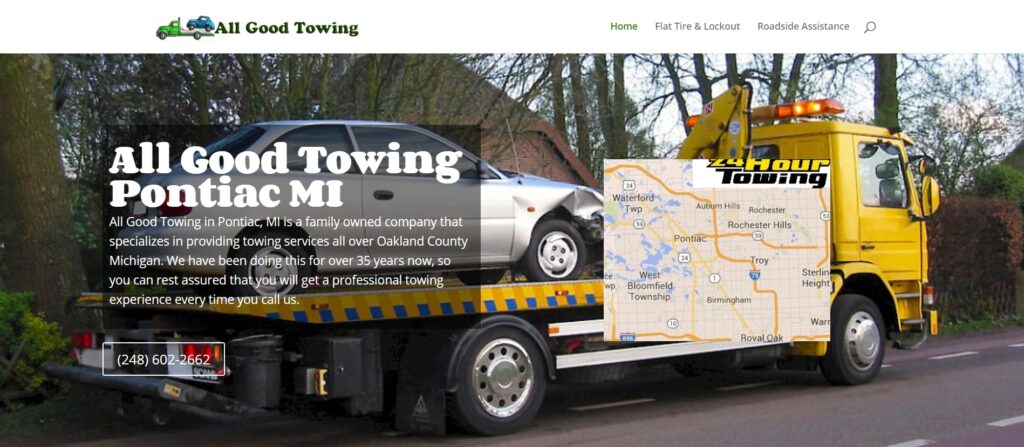 All Good Towing
Home
Flat Tire & Lockout
Roadside Assistance
All Good Towing
Pontiac MI
All Good Towing in Pontiac, MI is a family owned company that
specializes in providing towing services all over Oakland County
Michigan. We have been doing this for over 35 years now, so
you can rest assured that you will get a professional towing
experience every time you call us.
(248) 602-2662
24 Hour
Towing
24
Waterford
Twp
59
Auburn Hills
Rochester
Rochester Hills
Pontiac
59
24
Troy
1
75
West
Bloomfield
Township
Sterlin
Height
Birmingham
10
Warr
696
Royal Oak
SCANIA